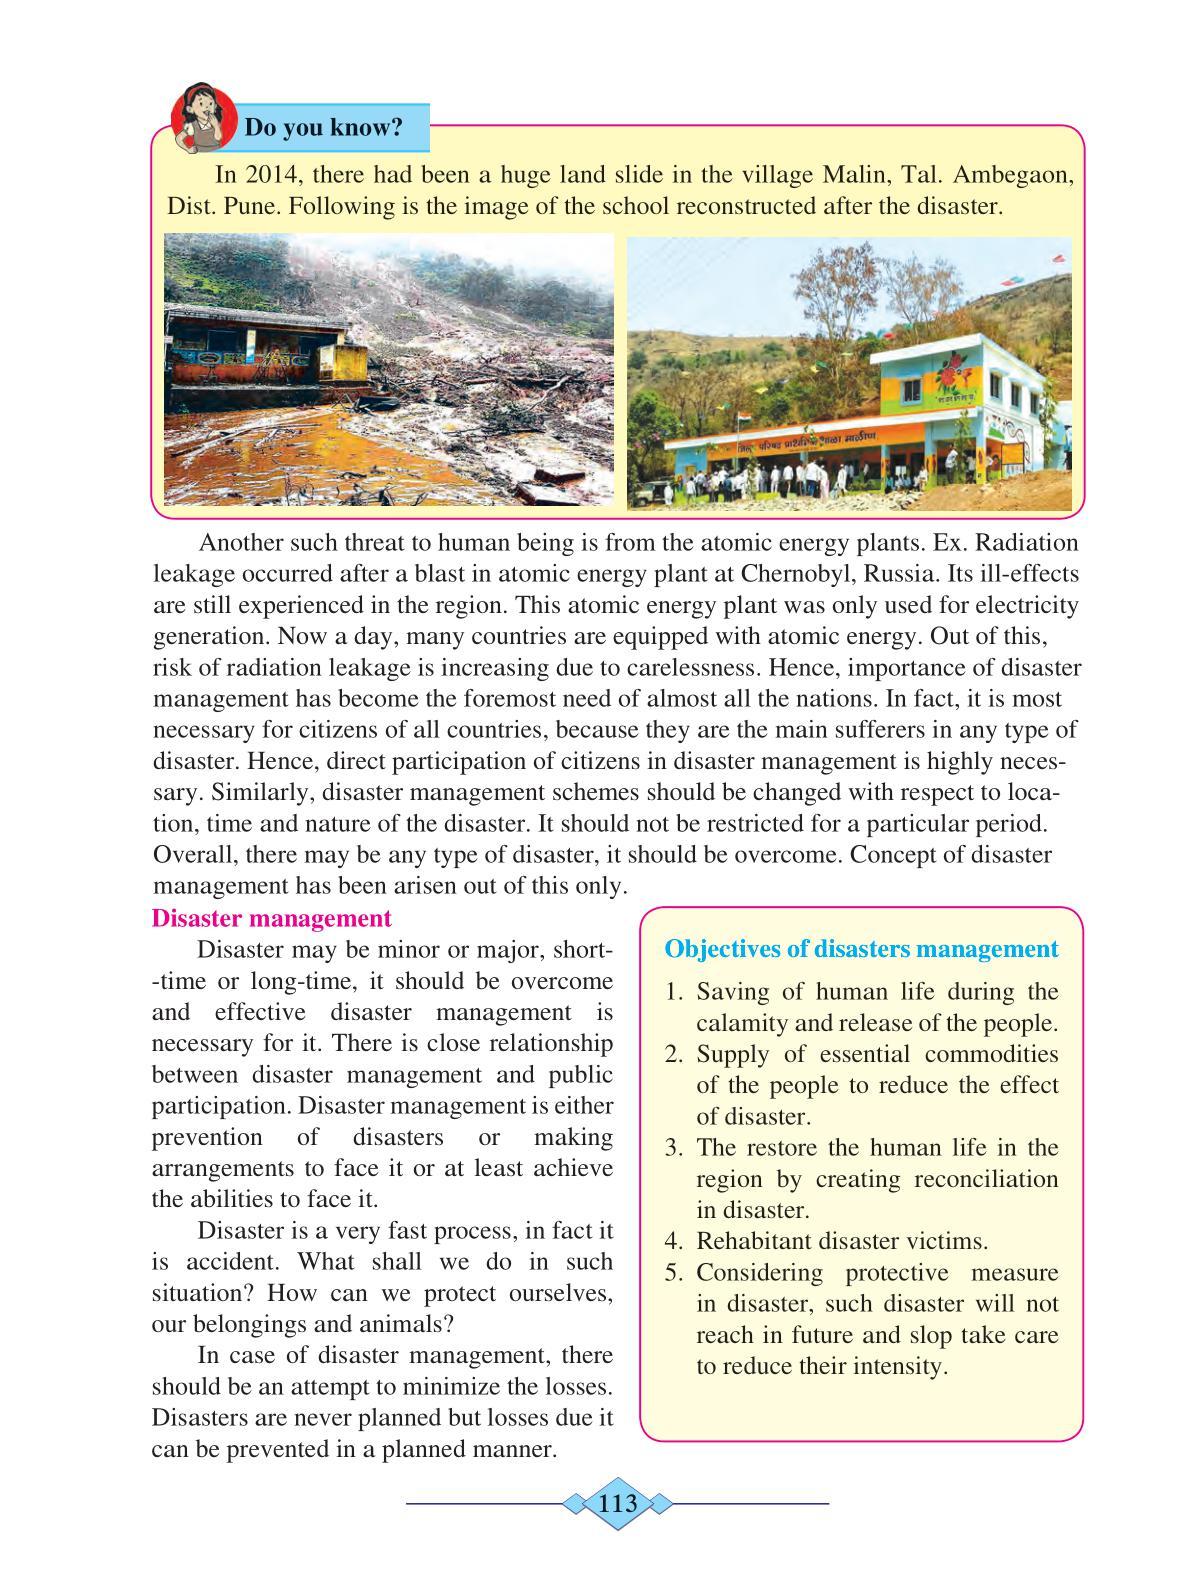 Do you know?
In 2014, there had been a huge land slide in the village Malin, Tal. Ambegaon,
Dist. Pune. Following is the image of the school reconstructed after the disaster.
जिल्हा परिषद प्राथमिक शाळा माळीण
Another such threat to human being is from the atomic energy plants. Ex. Radiation
leakage occurred after a blast in atomic energy plant at Chernobyl, Russia. Its ill-effects
are still experienced in the region. This atomic energy plant was only used for electricity
generation. Now a day, many countries are equipped with atomic energy. Out of this,
risk of radiation leakage is increasing due to carelessness. Hence, importance of disaster
management has become the foremost need of almost all the nations. In fact, it is most
necessary for citizens of all countries, because they are the main sufferers in any type of
disaster. Hence, direct participation of citizens in disaster management is highly neces-
sary. Similarly, disaster management schemes should be changed with respect to loca-
tion, time and nature of the disaster. It should not be restricted for a particular period.
Overall, there may be any type of disaster, it should be overcome. Concept of disaster
management has been arisen out of this only.
Disaster management
Disaster may be minor or major, short-
-time or long-time, it should be overcome
and effective disaster management is
necessary for it. There is close relationship
between disaster management and public
participation. Disaster management is either
prevention of disasters or making
arrangements to face it or at least achieve
the abilities to face it.
Disaster is a very fast process, in fact it
is accident. What shall we do in such
situation? How can we protect ourselves,
our belongings and animals?
In case of disaster management, there
should be an attempt to minimize the losses.
Disasters are never planned but losses due it
can be prevented in a planned manner.
Objectives of disasters management
1. Saving of human life during the
calamity and release of the people.
2. Supply of essential commodities
of the people to reduce the effect
of disaster.
3. The restore the human life in the
region by creating reconciliation
in disaster.
4. Rehabitant disaster victims.
5. Considering protective measure
in disaster, such disaster will not
reach in future and slop take care
to reduce their intensity.
113